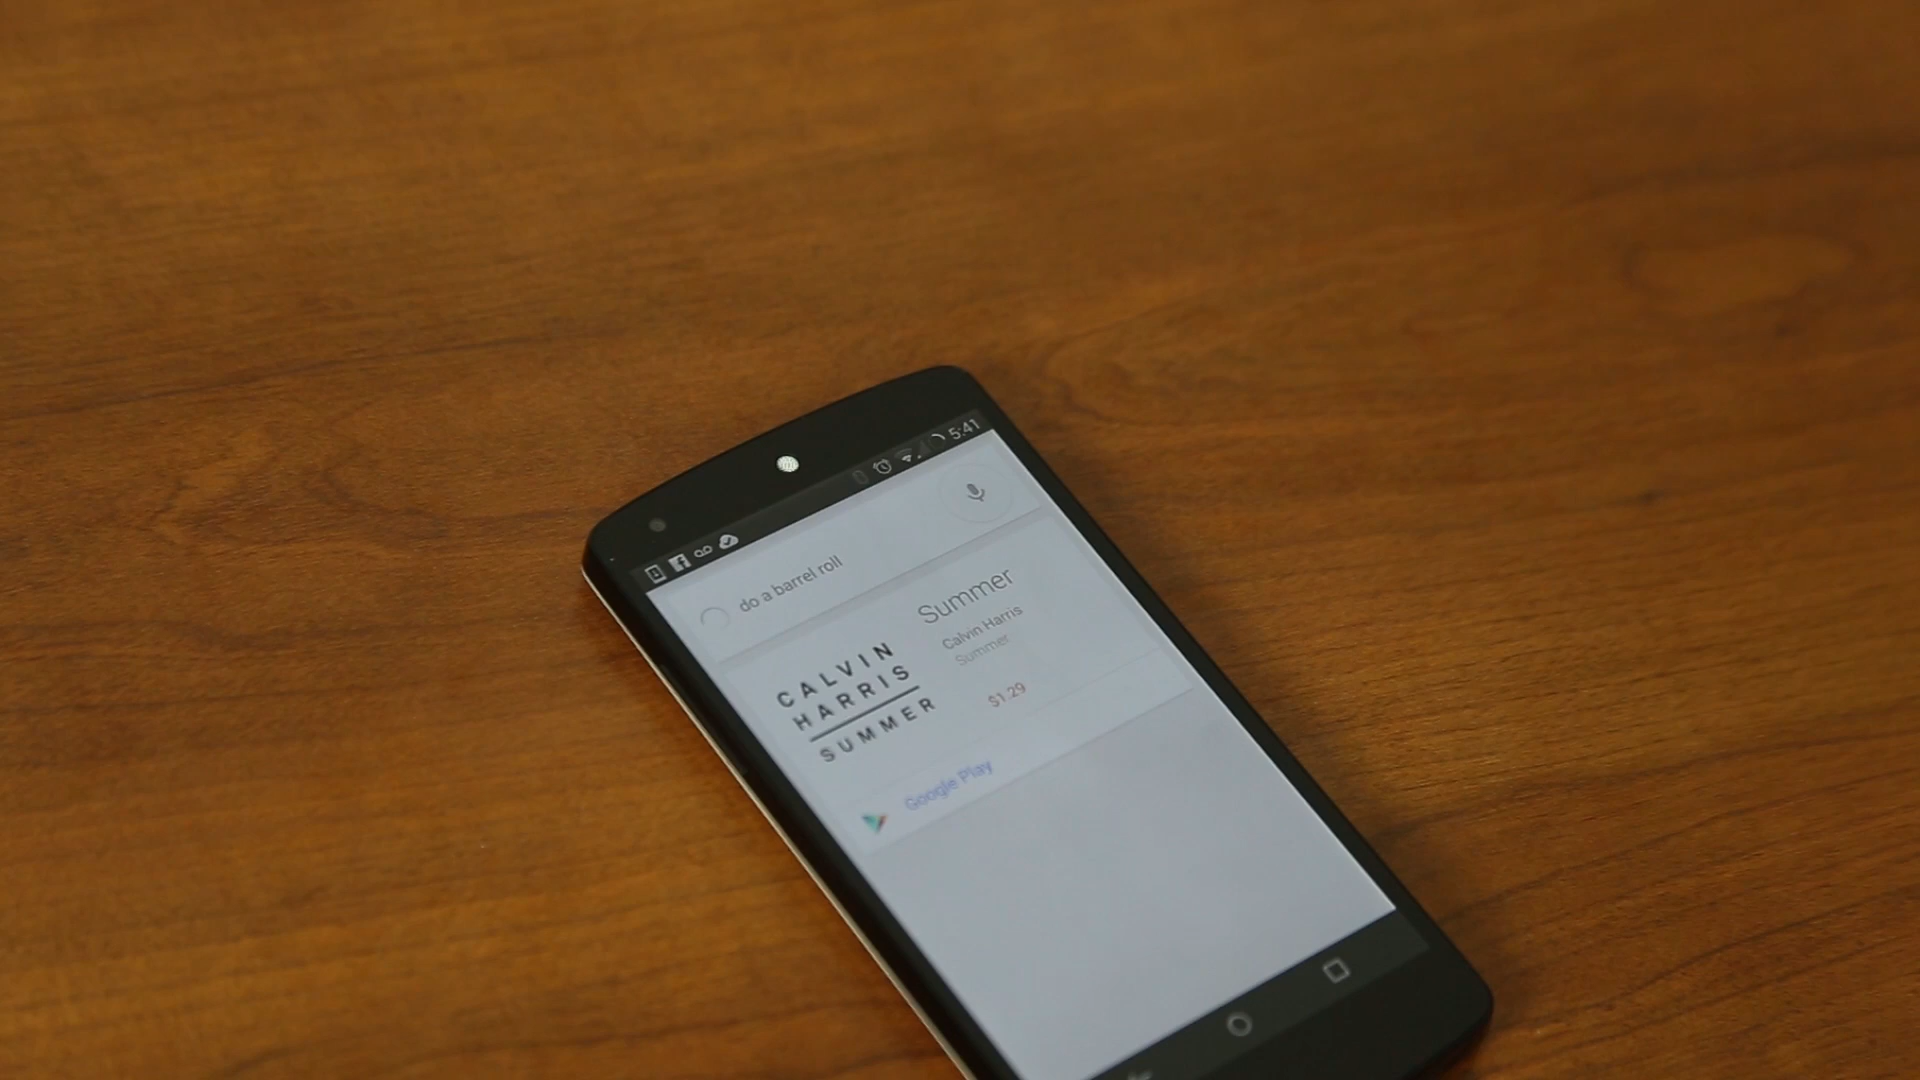 5:41
do a barrel roll
CALVIN
HARRIS
SUMMER
Summer
Calvin Harris
Summer
$1.29
Google Play